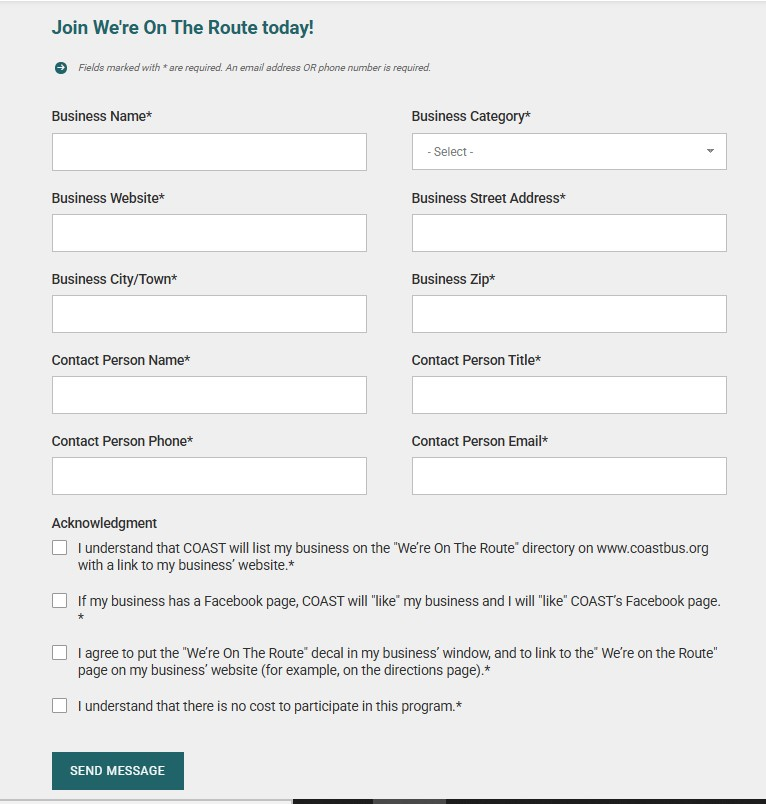 Join We're On The Route today!
Fields marked with * are required. An email address OR phone number is required.
Business Name*
Business Category*
- Select -
Business Website*
Business Street Address*
Business City/Town*
Business Zip*
Contact Person Name*
Contact Person Title*
Contact Person Phone*
Contact Person Email*
Acknowledgment
I understand that COAST will list my business on the "We’re On The Route" directory on www.coastbus.org
with a link to my business’ website.*
If my business has a Facebook page, COAST will "like" my business and I will "like" COAST’s Facebook page.
*
I agree to put the "We’re On The Route" decal in my business’ window, and to link to the" We’re on the Route"
page on my business’ website (for example, on the directions page).*
I understand that there is no cost to participate in this program.*
SEND MESSAGE